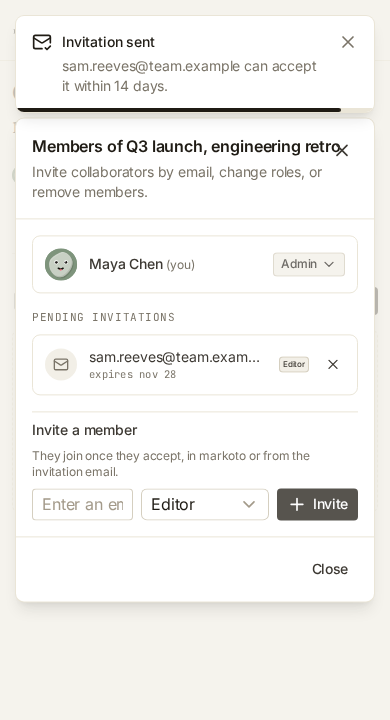 Invitation sent
sam.reeves@team.example can accept
it within 14 days.
Members of Q3 launch, engineering retro
Invite collaborators by email, change roles, or
remove members.
Maya Chen (you)
Admin
PENDING INVITATIONS
sam.reeves@team.exam...
Editor
expires nov 28
Invite a member
They join once they accept, in markoto or from the
invitation email.
Enter an en
Editor
Invite
Close